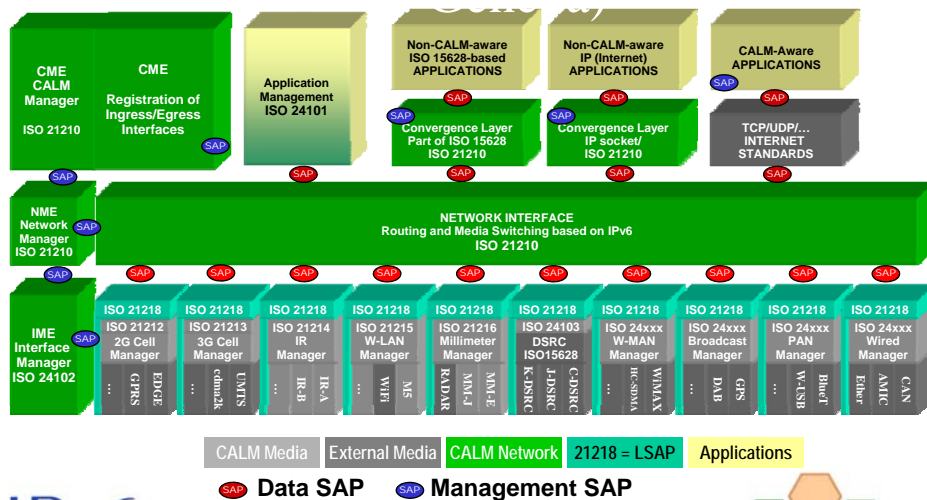 CME
CALM
Manager
ISO 21210
CME
Registration of
Ingress/Egress
Interfaces
SAP
Application
Management
ISO 24101
Non-CALM-aware
ISO 15628-based
APPLICATIONS
Non-CALM-aware
IP (Internet)
APPLICATIONS
CALM-Aware
APPLICATIONS
SAP
SAP
SAP
SAP
SAP
SAP
Convergence Layer
Part of ISO 15628
ISO 21210
Convergence Layer
IP socket/
ISO 21210
TCP/UDP/...
INTERNET
STANDARDS
SAP
SAP
SAP
SAP
SAP
NME
Network
Manager
ISO 21210
SAP
NETWORK INTERFACE
Routing and Media Switching based on IPv6
ISO 21210
SAP
SAP
SAP
SAP
SAP
SAP
SAP
SAP
SAP
SAP
SAP
IME
Interface
Manager
ISO 24102
SAP
ISO 21218
ISO 21212
2G Cell
Manager
...
GPRS
EDGE
ISO 21218
ISO 21213
3G Cell
Manager
...
cdma2k
UMTS
ISO 21218
ISO 21214
IR
Manager
...
IR-B
IR-A
ISO 21218
ISO 21215
W-LAN
Manager
...
WiFi
M5
ISO 21218
ISO 21216
Millimeter
Manager
RADAR
MM-J
MM-E
ISO 21218
ISO 24103
DSRC
ISO15628
K-DSRC
J-DSRC
C-DSRC
ISO 21218
ISO 24xxx
W-MAN
Manager
...
HC-SDMA
WiMAX
ISO 21218
ISO 24xxx
Broadcast
Manager
...
DAB
GPS
ISO 21218
ISO 24xxx
PAN
Manager
...
W-USB
BlueT
ISO 21218
ISO 24xxx
Wired
Manager
Ether
AMIC
CAN
CALM Media
External Media
CALM Network
21218 = LSAP
Applications
SAP Data SAP
SAP Management SAP